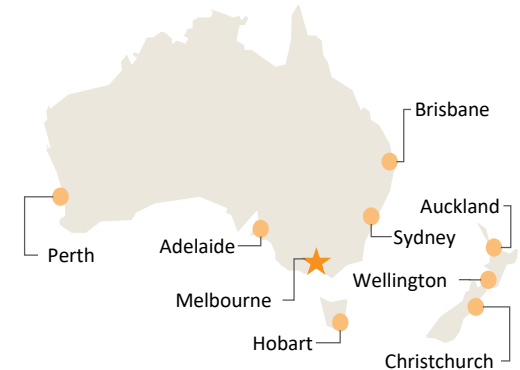 Brisbane
Auckland
Sydney
Adelaide
Perth
Wellington
Melbourne
Hobart
Christchurch